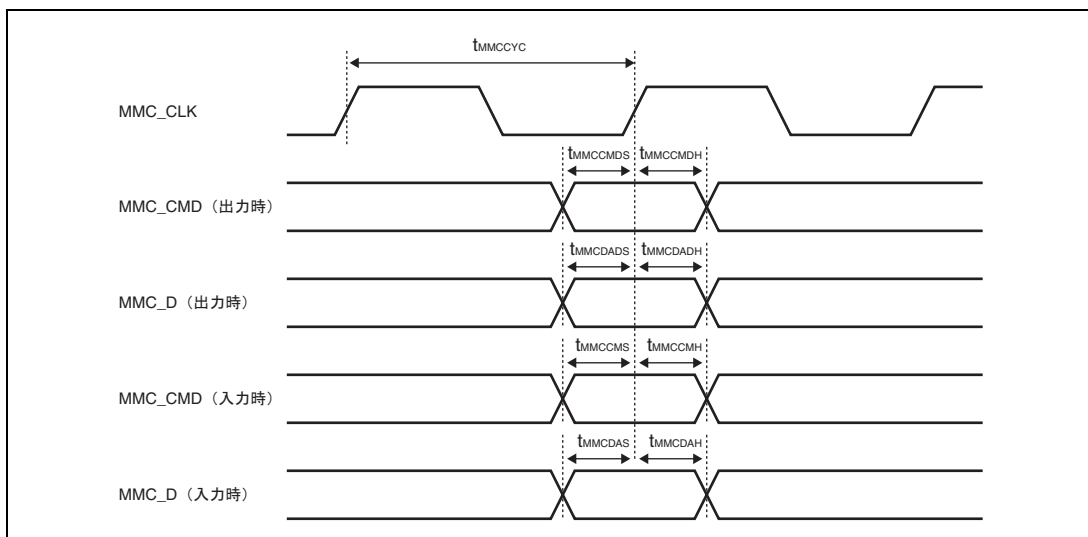 tMMCCYC
MMC_CLK
tMMCCMDS tMMCCMDH
MMC_CMD（出力時）
tMMCDADS tMMCDADH
MMC_D（出力時）
tMMCCMS tMMCCMH
MMC_CMD（入力時）
tMMCDAS tMMCDAH
MMC_D（入力時）